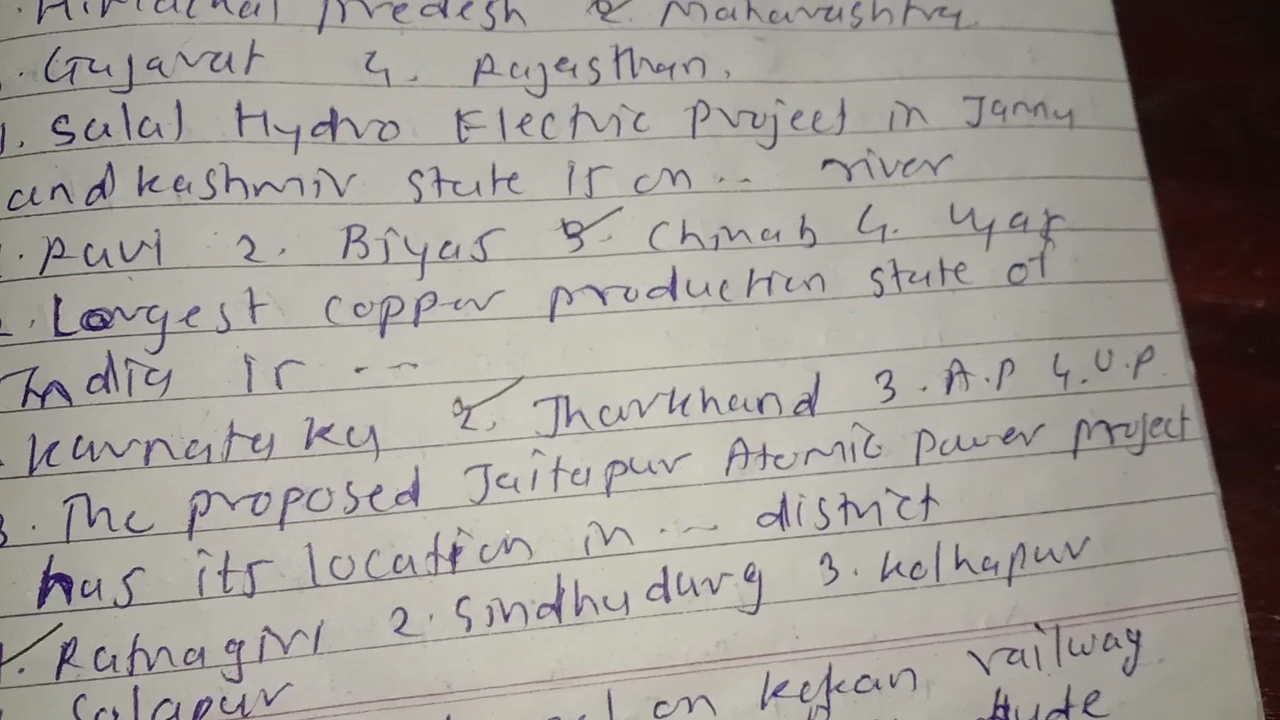 Himachal Predesh 2. Maharashtra
. Gujarat 4. Rajasthan.
1. Salal Hydro Electric Project in Jammu
and kashmir state is on ... river
. Ravi 2. Biyas 3. Chinab 4.
. Largest copper production state of
India is ...
. Karnataka 2. Jharkhand 3. A.P 4. U.P.
3. The proposed Jaitapur Atomic power project
has its location in ... district
1. Ratnagiri 2. Sindhudurg 3. Kolhapur
Solapur on kokan railway